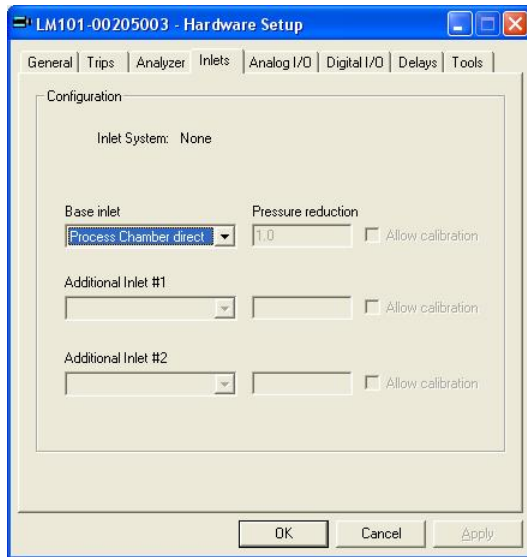 LM101-00205003 - Hardware Setup
General Trips Analyzer Inlets Analog I/O Digital I/O Delays Tools
Configuration
Inlet System: None
Base inlet Pressure reduction
Process Chamber direct 1.0 Allow calibration
Additional Inlet #1
Allow calibration
Additional Inlet #2
Allow calibration
OK Cancel Apply